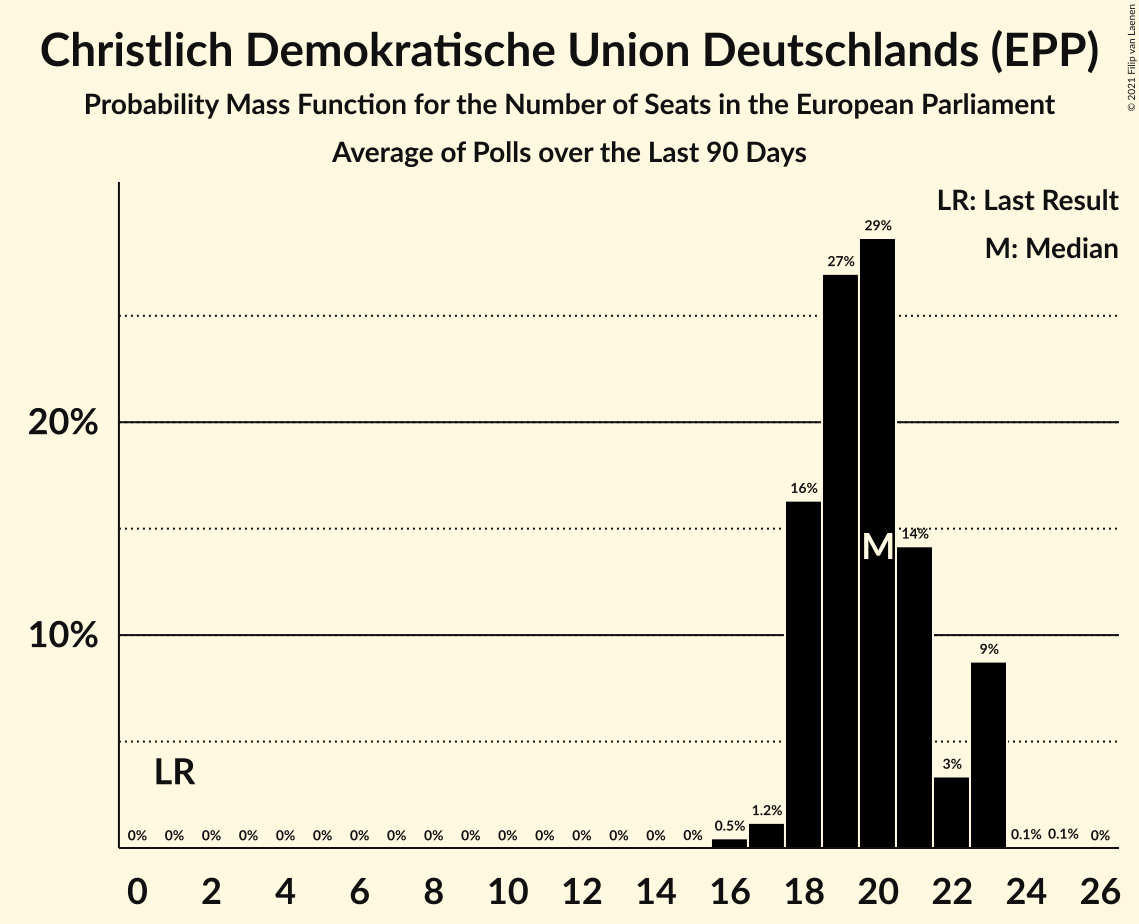 Christlich Demokratische Union Deutschlands (EPP)
Probability Mass Function for the Number of Seats in the European Parliament
Average of Polls over the Last 90 Days
© 2021 Filip van Laenen
LR: Last Result
M: Median
20%
10%
LR
M
0% 0% 0% 0% 0% 0% 0% 0% 0% 0% 0% 0% 0% 0% 0% 0% 0.5% 1.2% 16% 27% 29% 14% 3% 9% 0.1% 0.1% 0%
0 2 4 6 8 10 12 14 16 18 20 22 24 26